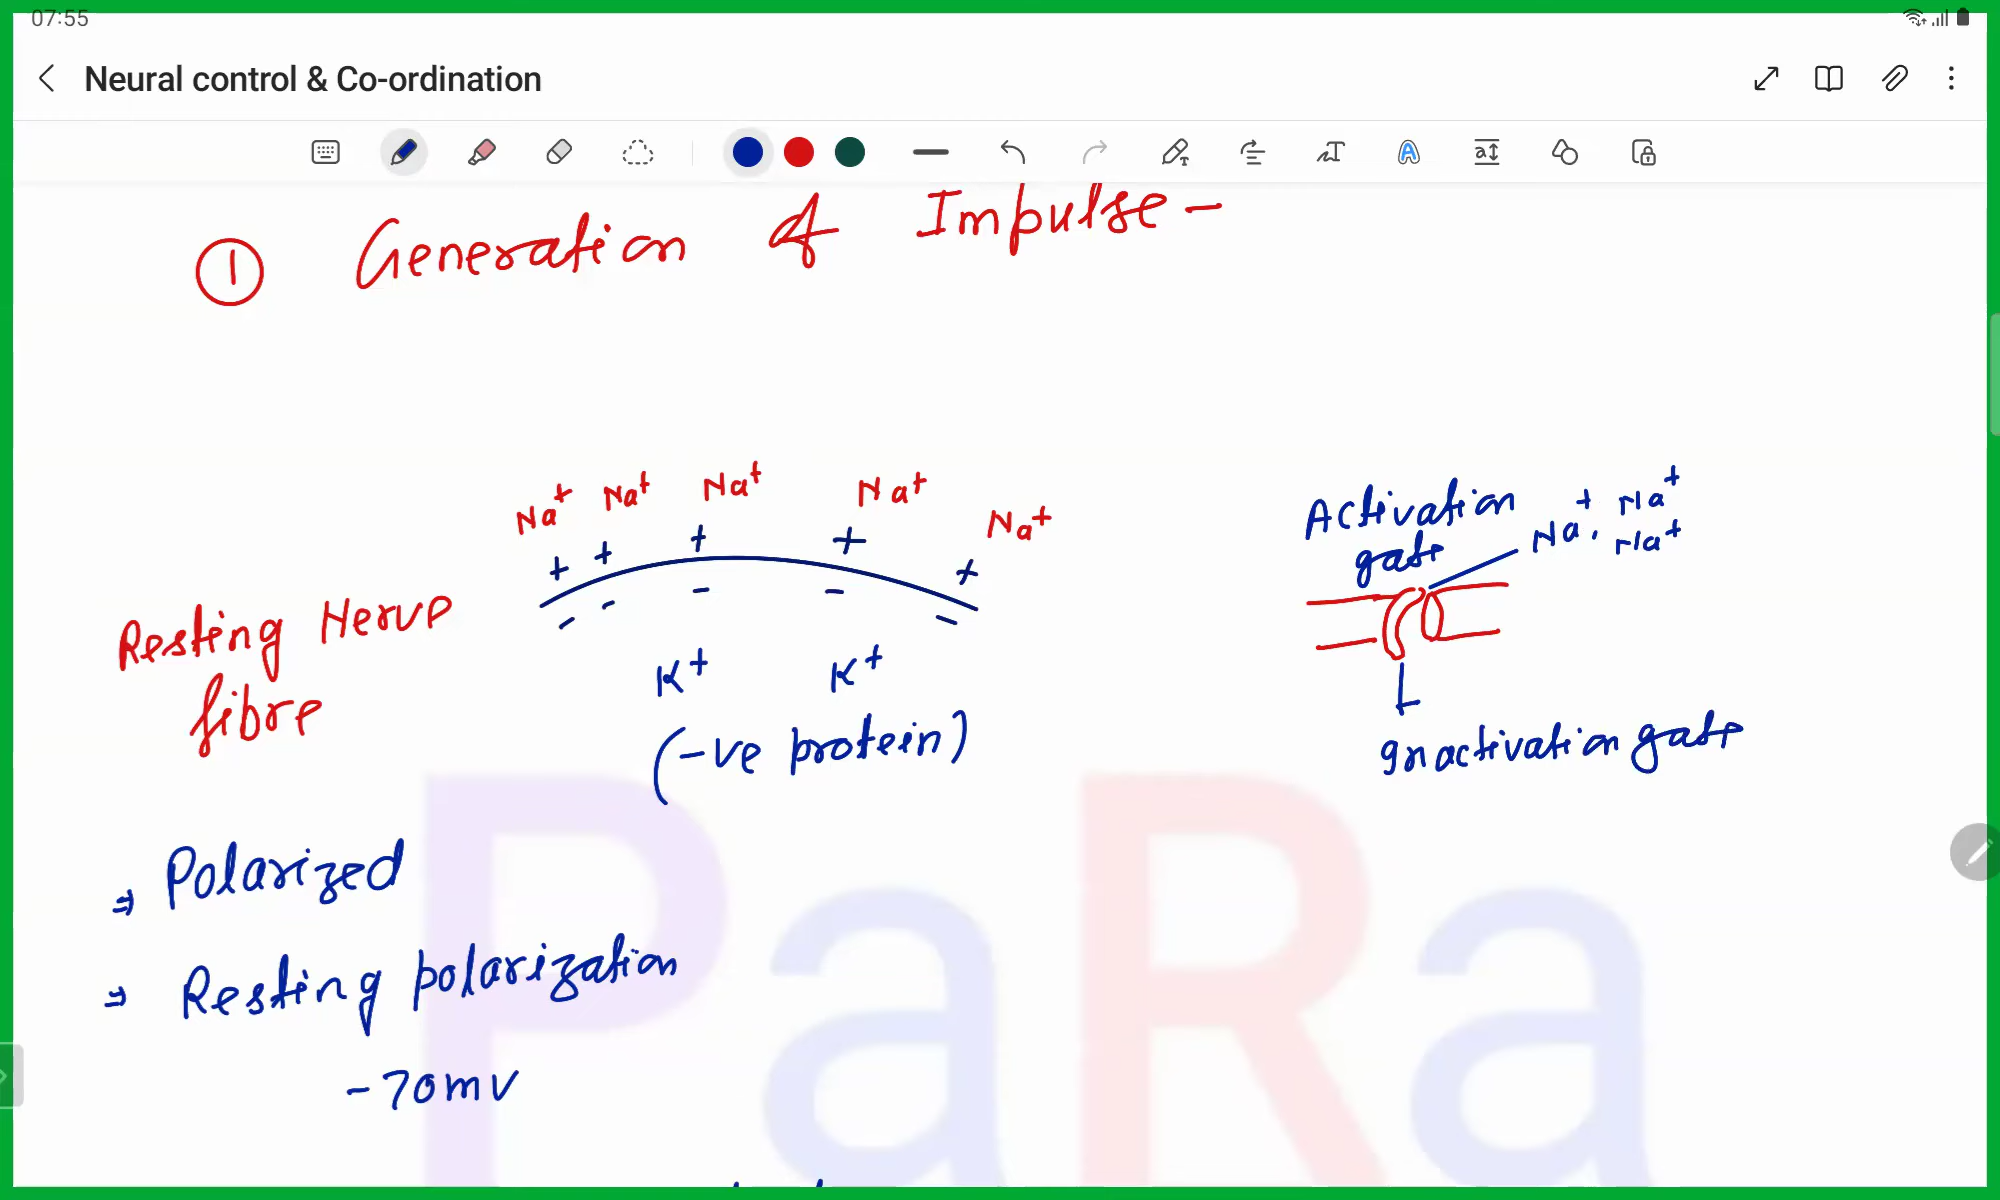 07:55
Neural control & Co-ordination
① Generation of Impulse -
Na+ Na+ Na+ Na+ Na+
+ + + + +
- - - - -
K+ K+
(-ve protein)
Resting Nerve
fibre
Activation
gate
Na+ Na+
Na+
Inactivation gate
⇒ Polarized
⇒ Resting polarization
-70mv
PaRa